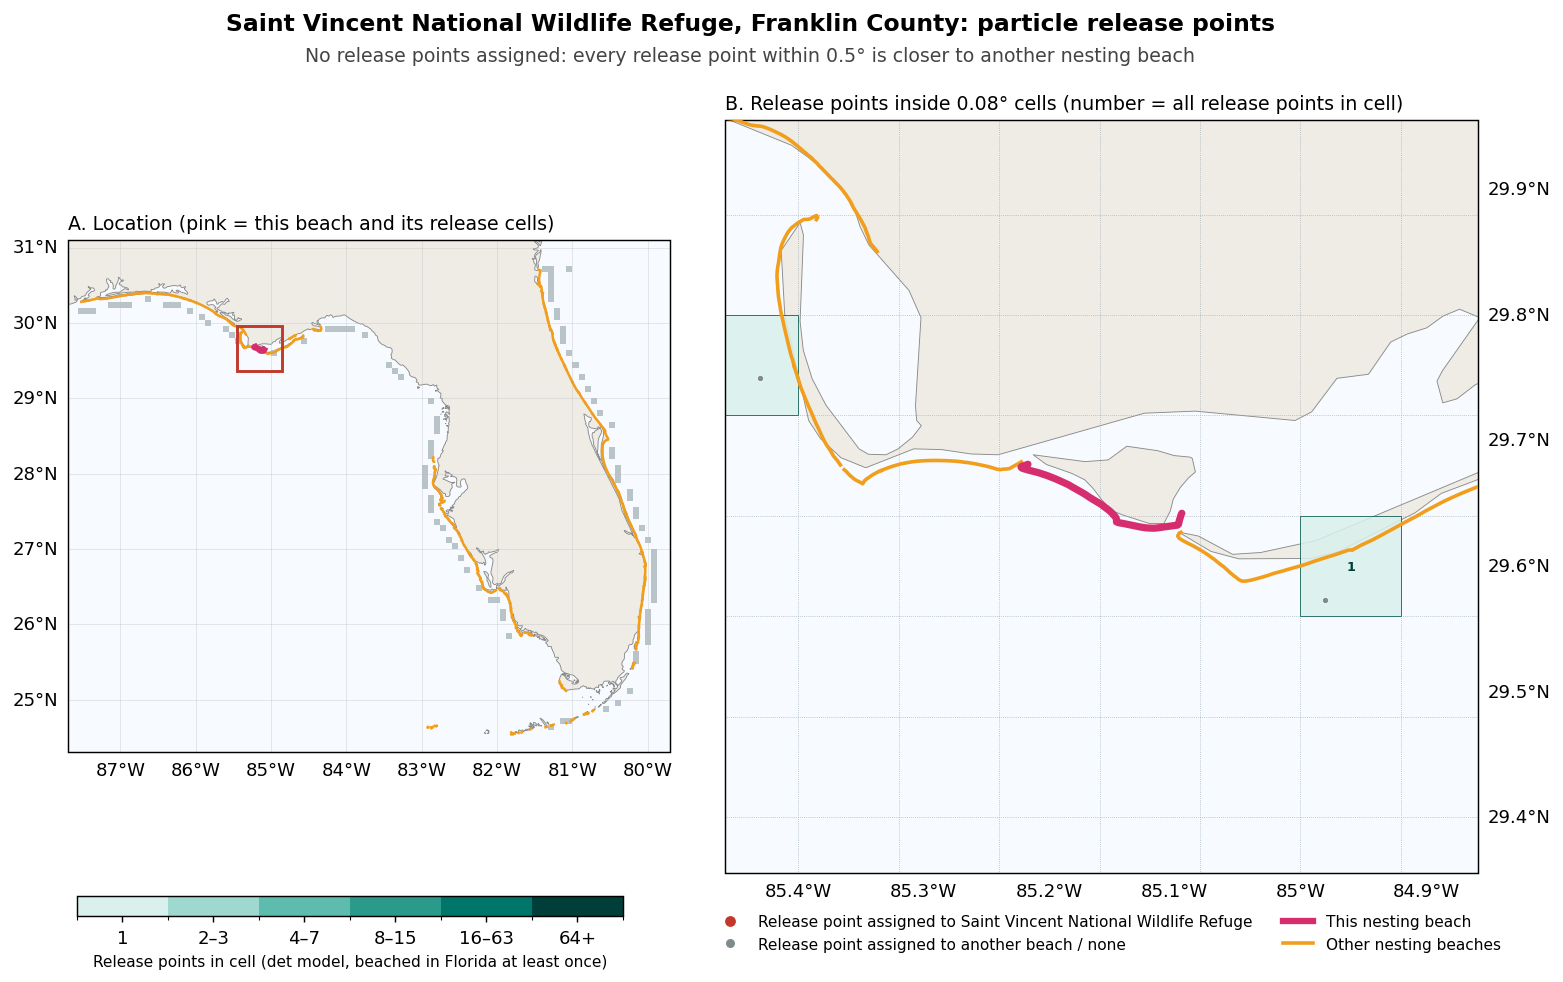 Saint Vincent National Wildlife Refuge, Franklin County: particle release points
No release points assigned: every release point within 0.5° is closer to another nesting beach
A. Location (pink = this beach and its release cells)
31°N
30°N
29°N
28°N
27°N
26°N
25°N
87°W 86°W 85°W 84°W 83°W 82°W 81°W 80°W
1 2–3 4–7 8–15 16–63 64+
Release points in cell (det model, beached in Florida at least once)
B. Release points inside 0.08° cells (number = all release points in cell)
29.9°N
29.8°N
29.7°N
29.6°N
1
29.5°N
29.4°N
85.4°W 85.3°W 85.2°W 85.1°W 85°W 84.9°W
Release point assigned to Saint Vincent National Wildlife Refuge
Release point assigned to another beach / none
This nesting beach
Other nesting beaches